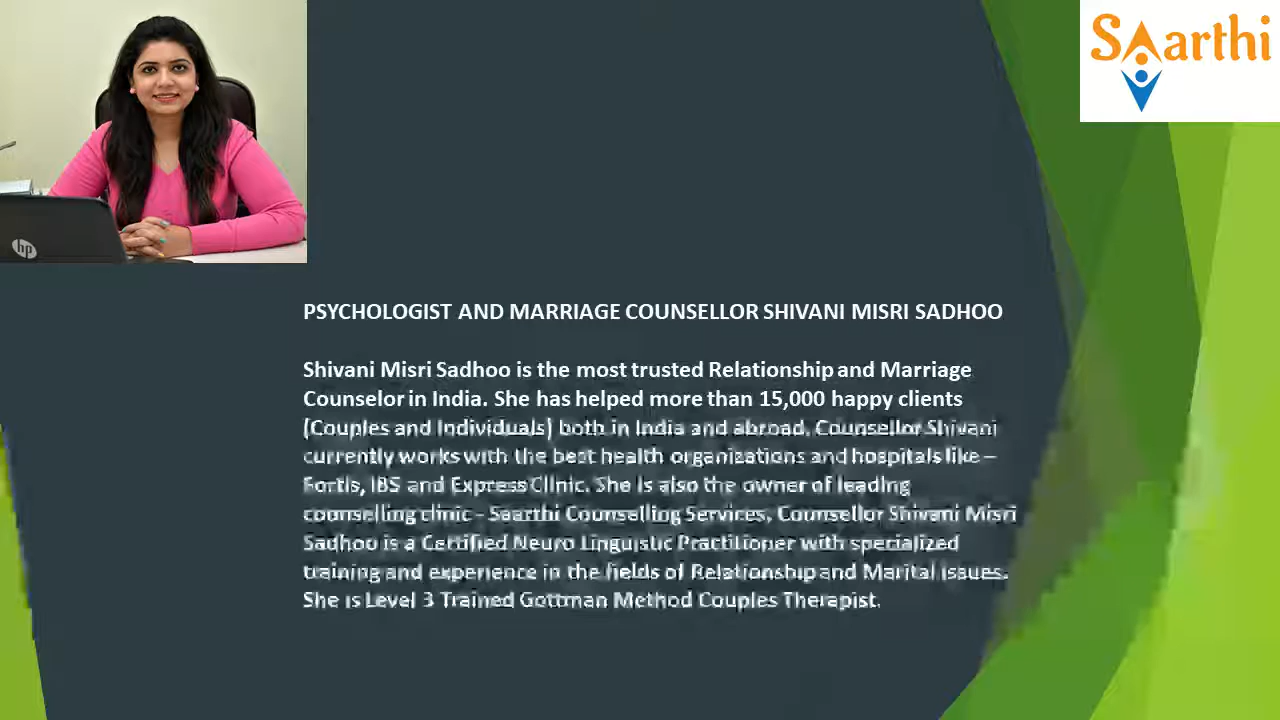 Saarthi
hp
PSYCHOLOGIST AND MARRIAGE COUNSELLOR SHIVANI MISRI SADHOO
Shivani Misri Sadhoo is the most trusted Relationship and Marriage
Counselor in India. She has helped more than 15,000 happy clients
(Couples and Individuals) both in India and abroad. Counsellor Shivani
currently works with the best health organizations and hospitals like –
Fortis, IBS and Express Clinic. She is also the owner of leading
counselling clinic - Saarthi Counselling Services. Counsellor Shivani Misri
Sadhoo is a Certified Neuro Linguistic Practitioner with specialized
training and experience in the fields of Relationship and Marital issues.
She is Level 3 Trained Gottman Method Couples Therapist.